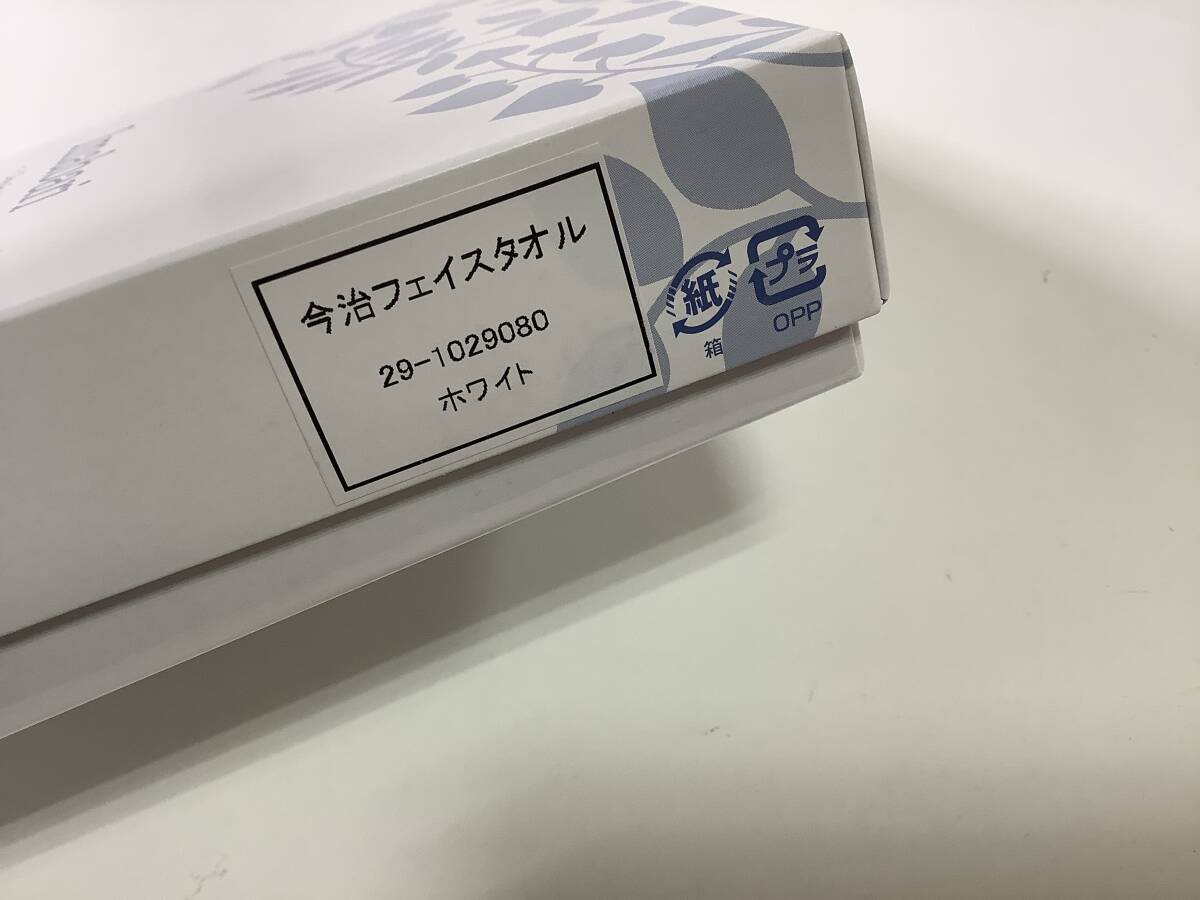 今治フェイスタオル
29-1029080
ホワイト
紙
箱
プラ
OPP